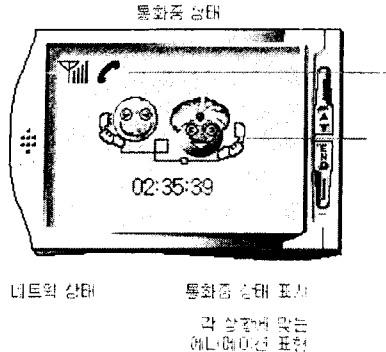 통화중 상태
END
02:35:39
네트웍 상태
통화중 상태 표시
각 상황에 맞는
애니메이션 표현